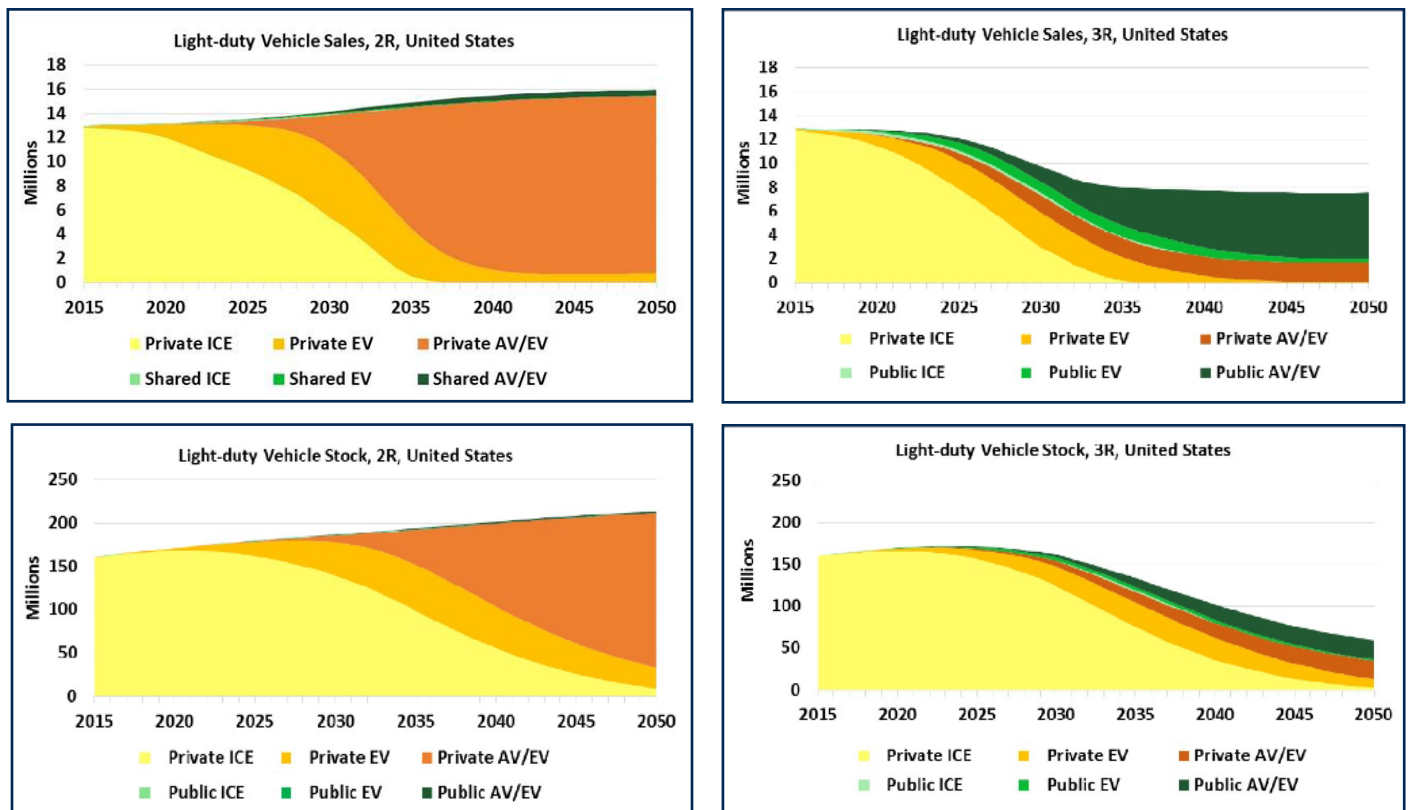 Light-duty Vehicle Sales, 2R, United States
18
16
14
12
10
8
6
4
2
0
Millions
2015 2020 2025 2030 2035 2040 2045 2050
Private ICE Private EV Private AV/EV
Shared ICE Shared EV Shared AV/EV
Light-duty Vehicle Sales, 3R, United States
18
16
14
12
10
8
6
4
2
0
Millions
2015 2020 2025 2030 2035 2040 2045 2050
Private ICE Private EV Private AV/EV
Public ICE Public EV Public AV/EV
Light-duty Vehicle Stock, 2R, United States
250
200
150
100
50
0
Millions
2015 2020 2025 2030 2035 2040 2045 2050
Private ICE Private EV Private AV/EV
Public ICE Public EV Public AV/EV
Light-duty Vehicle Stock, 3R, United States
250
200
150
100
50
0
Millions
2015 2020 2025 2030 2035 2040 2045 2050
Private ICE Private EV Private AV/EV
Public ICE Public EV Public AV/EV